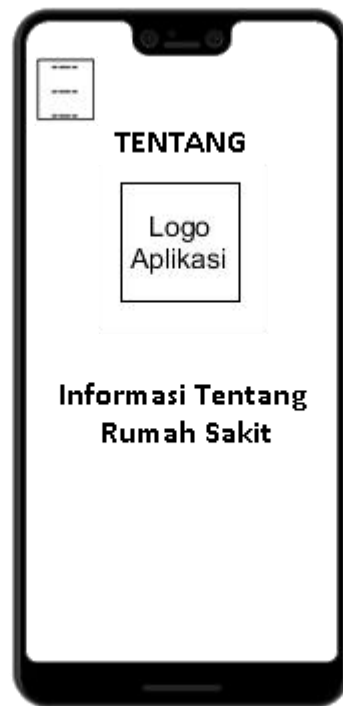 TENTANG
Logo
Aplikasi
Informasi Tentang
Rumah Sakit